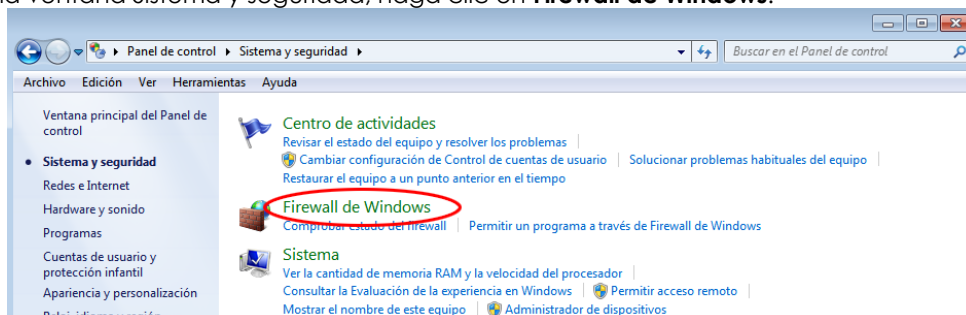 la ventana sistema y seguridad, haga clic en Firewall de Windows.
Panel de control ▸ Sistema y seguridad ▸
Buscar en el Panel de control
Archivo Edición Ver Herramientas Ayuda
Ventana principal del Panel de
control
Sistema y seguridad
Redes e Internet
Hardware y sonido
Programas
Cuentas de usuario y
protección infantil
Apariencia y personalización
Centro de actividades
Revisar el estado del equipo y resolver los problemas
Cambiar configuración de Control de cuentas de usuario Solucionar problemas habituales del equipo
Restaurar el equipo a un punto anterior en el tiempo
Firewall de Windows
Comprobar estado del firewall Permitir un programa a través de Firewall de Windows
Sistema
Ver la cantidad de memoria RAM y la velocidad del procesador
Consultar la Evaluación de la experiencia en Windows Permitir acceso remoto
Mostrar el nombre de este equipo Administrador de dispositivos